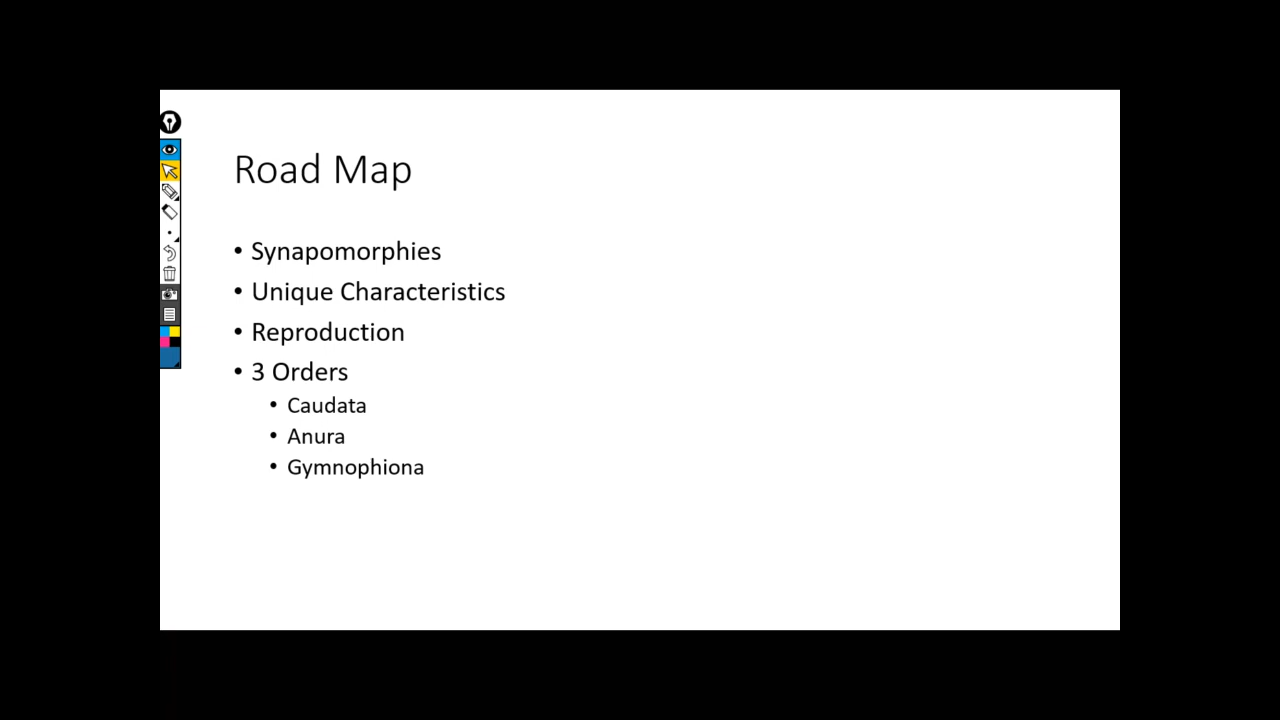 Road Map
• Synapomorphies
• Unique Characteristics
• Reproduction
• 3 Orders
• Caudata
• Anura
• Gymnophiona